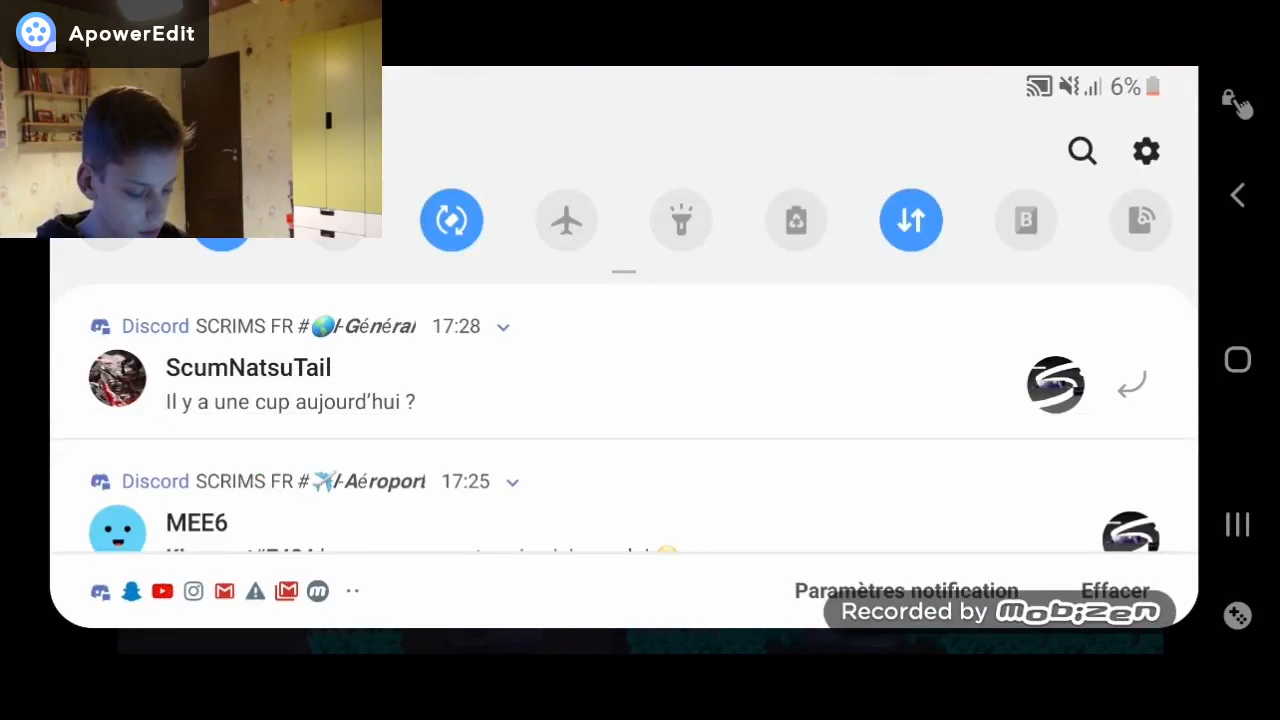 ApowerEdit
6%
Discord SCRIMS FR #🌎l-Général 17:28
ScumNatsuTail
Il y a une cup aujourd'hui ?
Discord SCRIMS FR #✈️l-Aéroport 17:25
MEE6
Paramètres notification
Effacer
Recorded by mobizen